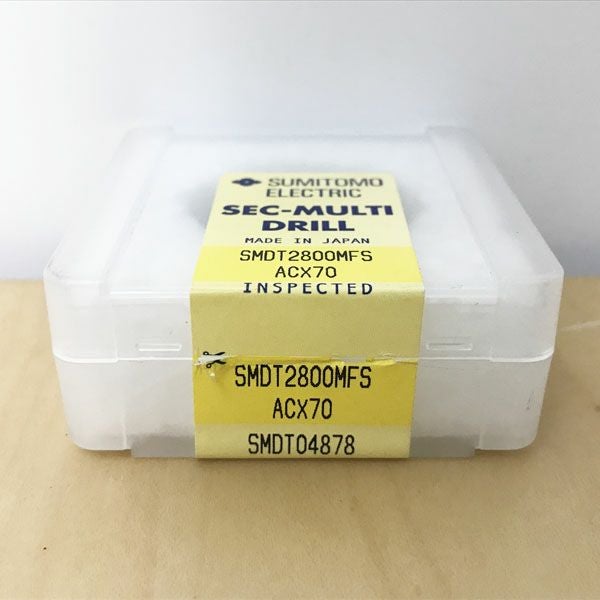 SUMITOMO
ELECTRIC
SEC-MULTI
DRILL
MADE IN JAPAN
SMDT2800MFS
ACX70
INSPECTED
SMDT2800MFS
ACX70
SMDT04878